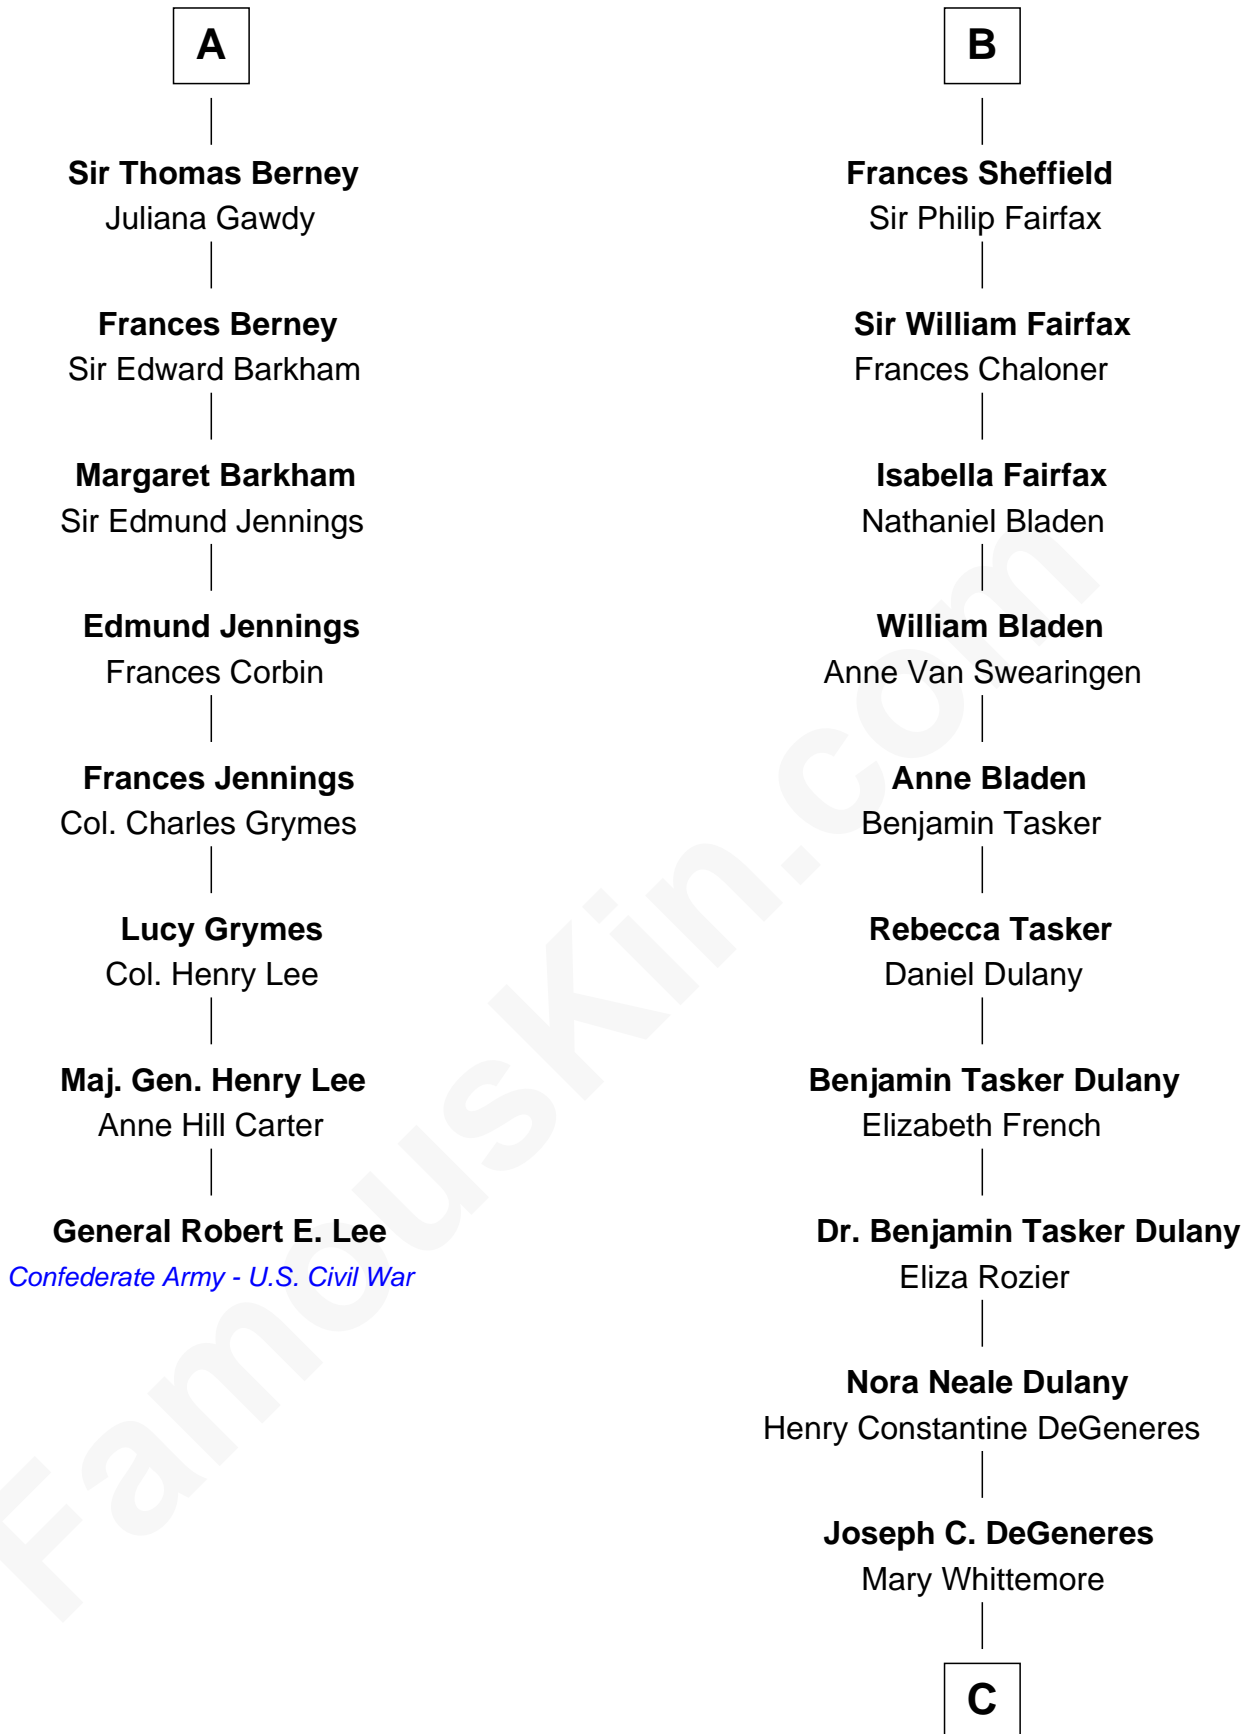 A
Sir Thomas Berney
Juliana Gawdy
Frances Berney
Sir Edward Barkham
Margaret Barkham
Sir Edmund Jennings
Edmund Jennings
Frances Corbin
Frances Jennings
Col. Charles Grymes
Lucy Grymes
Col. Henry Lee
Maj. Gen. Henry Lee
Anne Hill Carter
General Robert E. Lee
Confederate Army - U.S. Civil War
B
Frances Sheffield
Sir Philip Fairfax
Sir William Fairfax
Frances Chaloner
Isabella Fairfax
Nathaniel Bladen
William Bladen
Anne Van Swearingen
Anne Bladen
Benjamin Tasker
Rebecca Tasker
Daniel Dulany
Benjamin Tasker Dulany
Elizabeth French
Dr. Benjamin Tasker Dulany
Eliza Rozier
Nora Neale Dulany
Henry Constantine DeGeneres
Joseph C. DeGeneres
Mary Whittemore
C
FamousKin.com